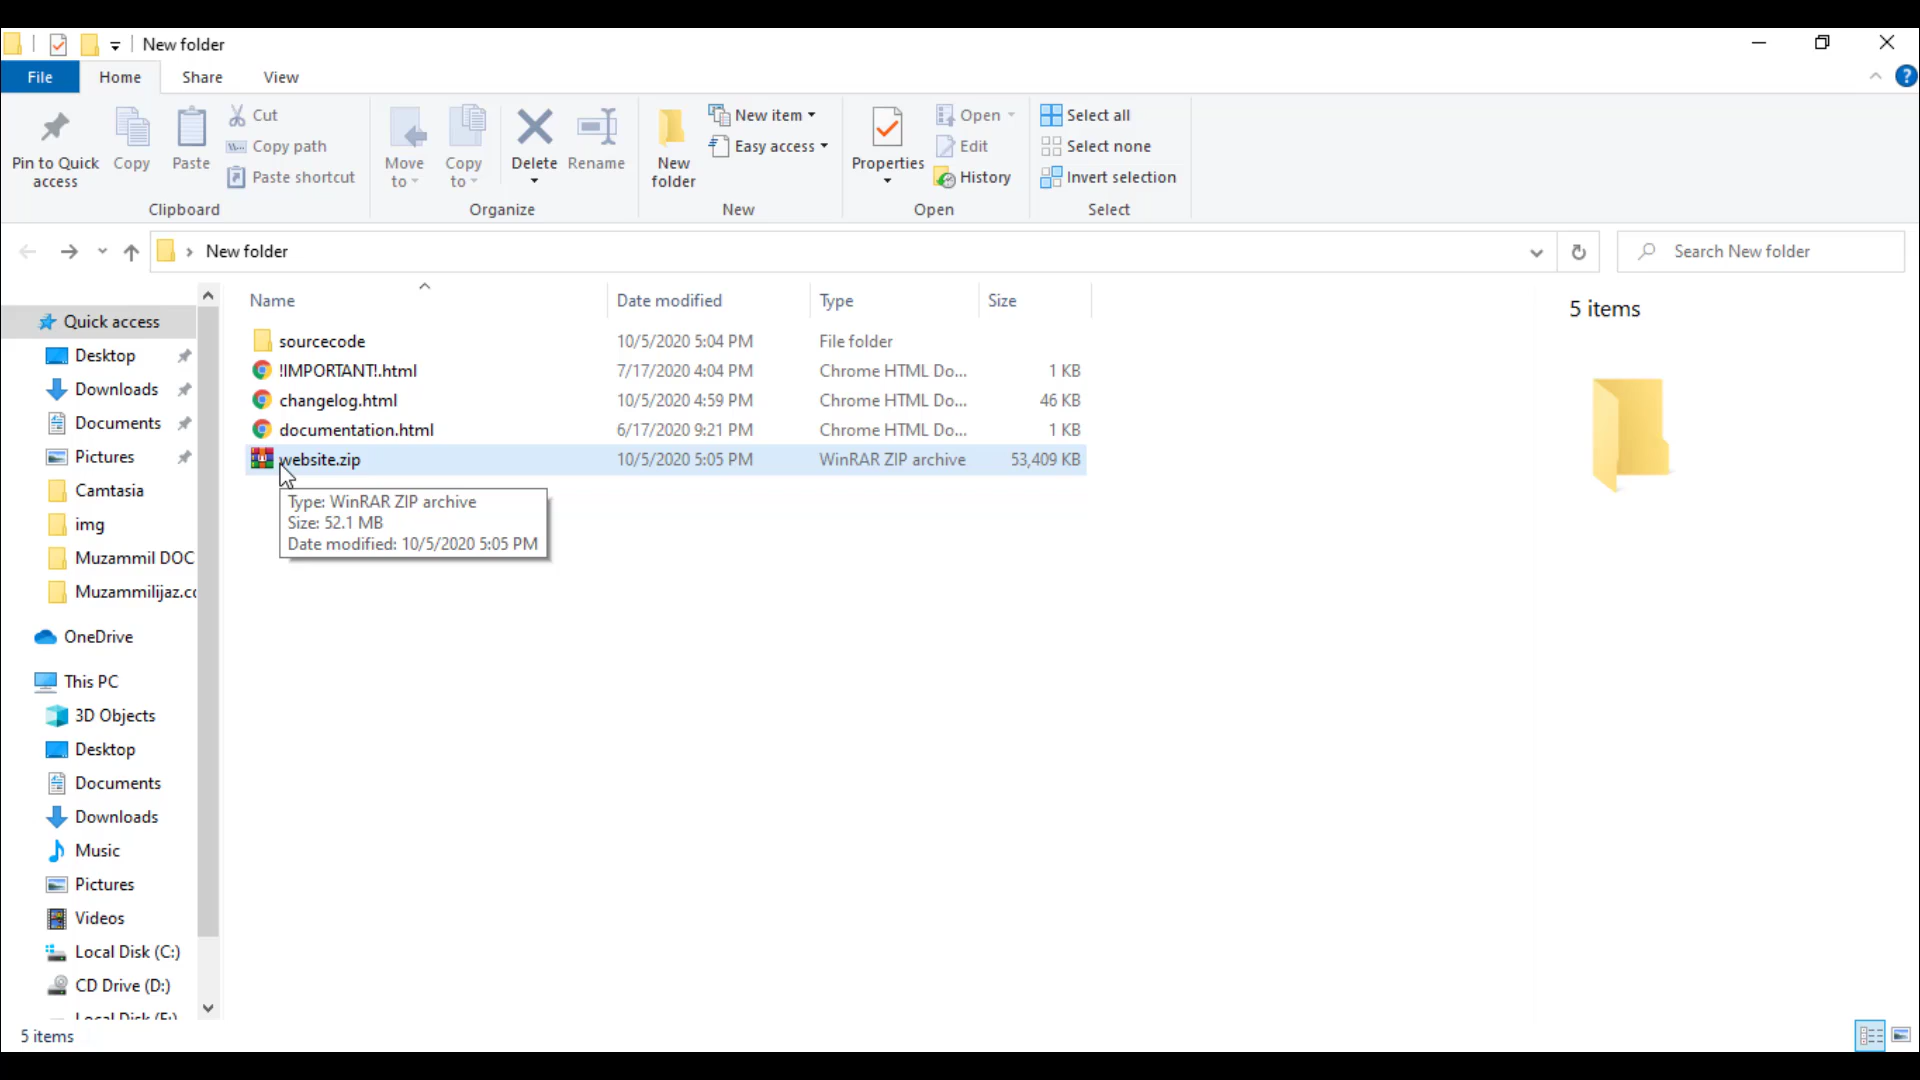 New folder
File Home Share View
Pin to Quick access
Copy
Paste
Cut
Copy path
Paste shortcut
Clipboard
Move to
Copy to
Delete
Rename
Organize
New folder
New item
Easy access
New
Properties
Open
Edit
History
Open
Select all
Select none
Invert selection
Select
New folder
Search New folder
Quick access
Desktop
Downloads
Documents
Pictures
Camtasia
img
Muzammil DOC
Muzammilijaz.cc
OneDrive
This PC
3D Objects
Desktop
Documents
Downloads
Music
Pictures
Videos
Local Disk (C:)
CD Drive (D:)
Name Date modified Type Size
sourcecode 10/5/2020 5:04 PM File folder
!IMPORTANT!.html 7/17/2020 4:04 PM Chrome HTML Do... 1 KB
changelog.html 10/5/2020 4:59 PM Chrome HTML Do... 46 KB
documentation.html 6/17/2020 9:21 PM Chrome HTML Do... 1 KB
website.zip 10/5/2020 5:05 PM WinRAR ZIP archive 53,409 KB
Type: WinRAR ZIP archive
Size: 52.1 MB
Date modified: 10/5/2020 5:05 PM
5 items
5 items